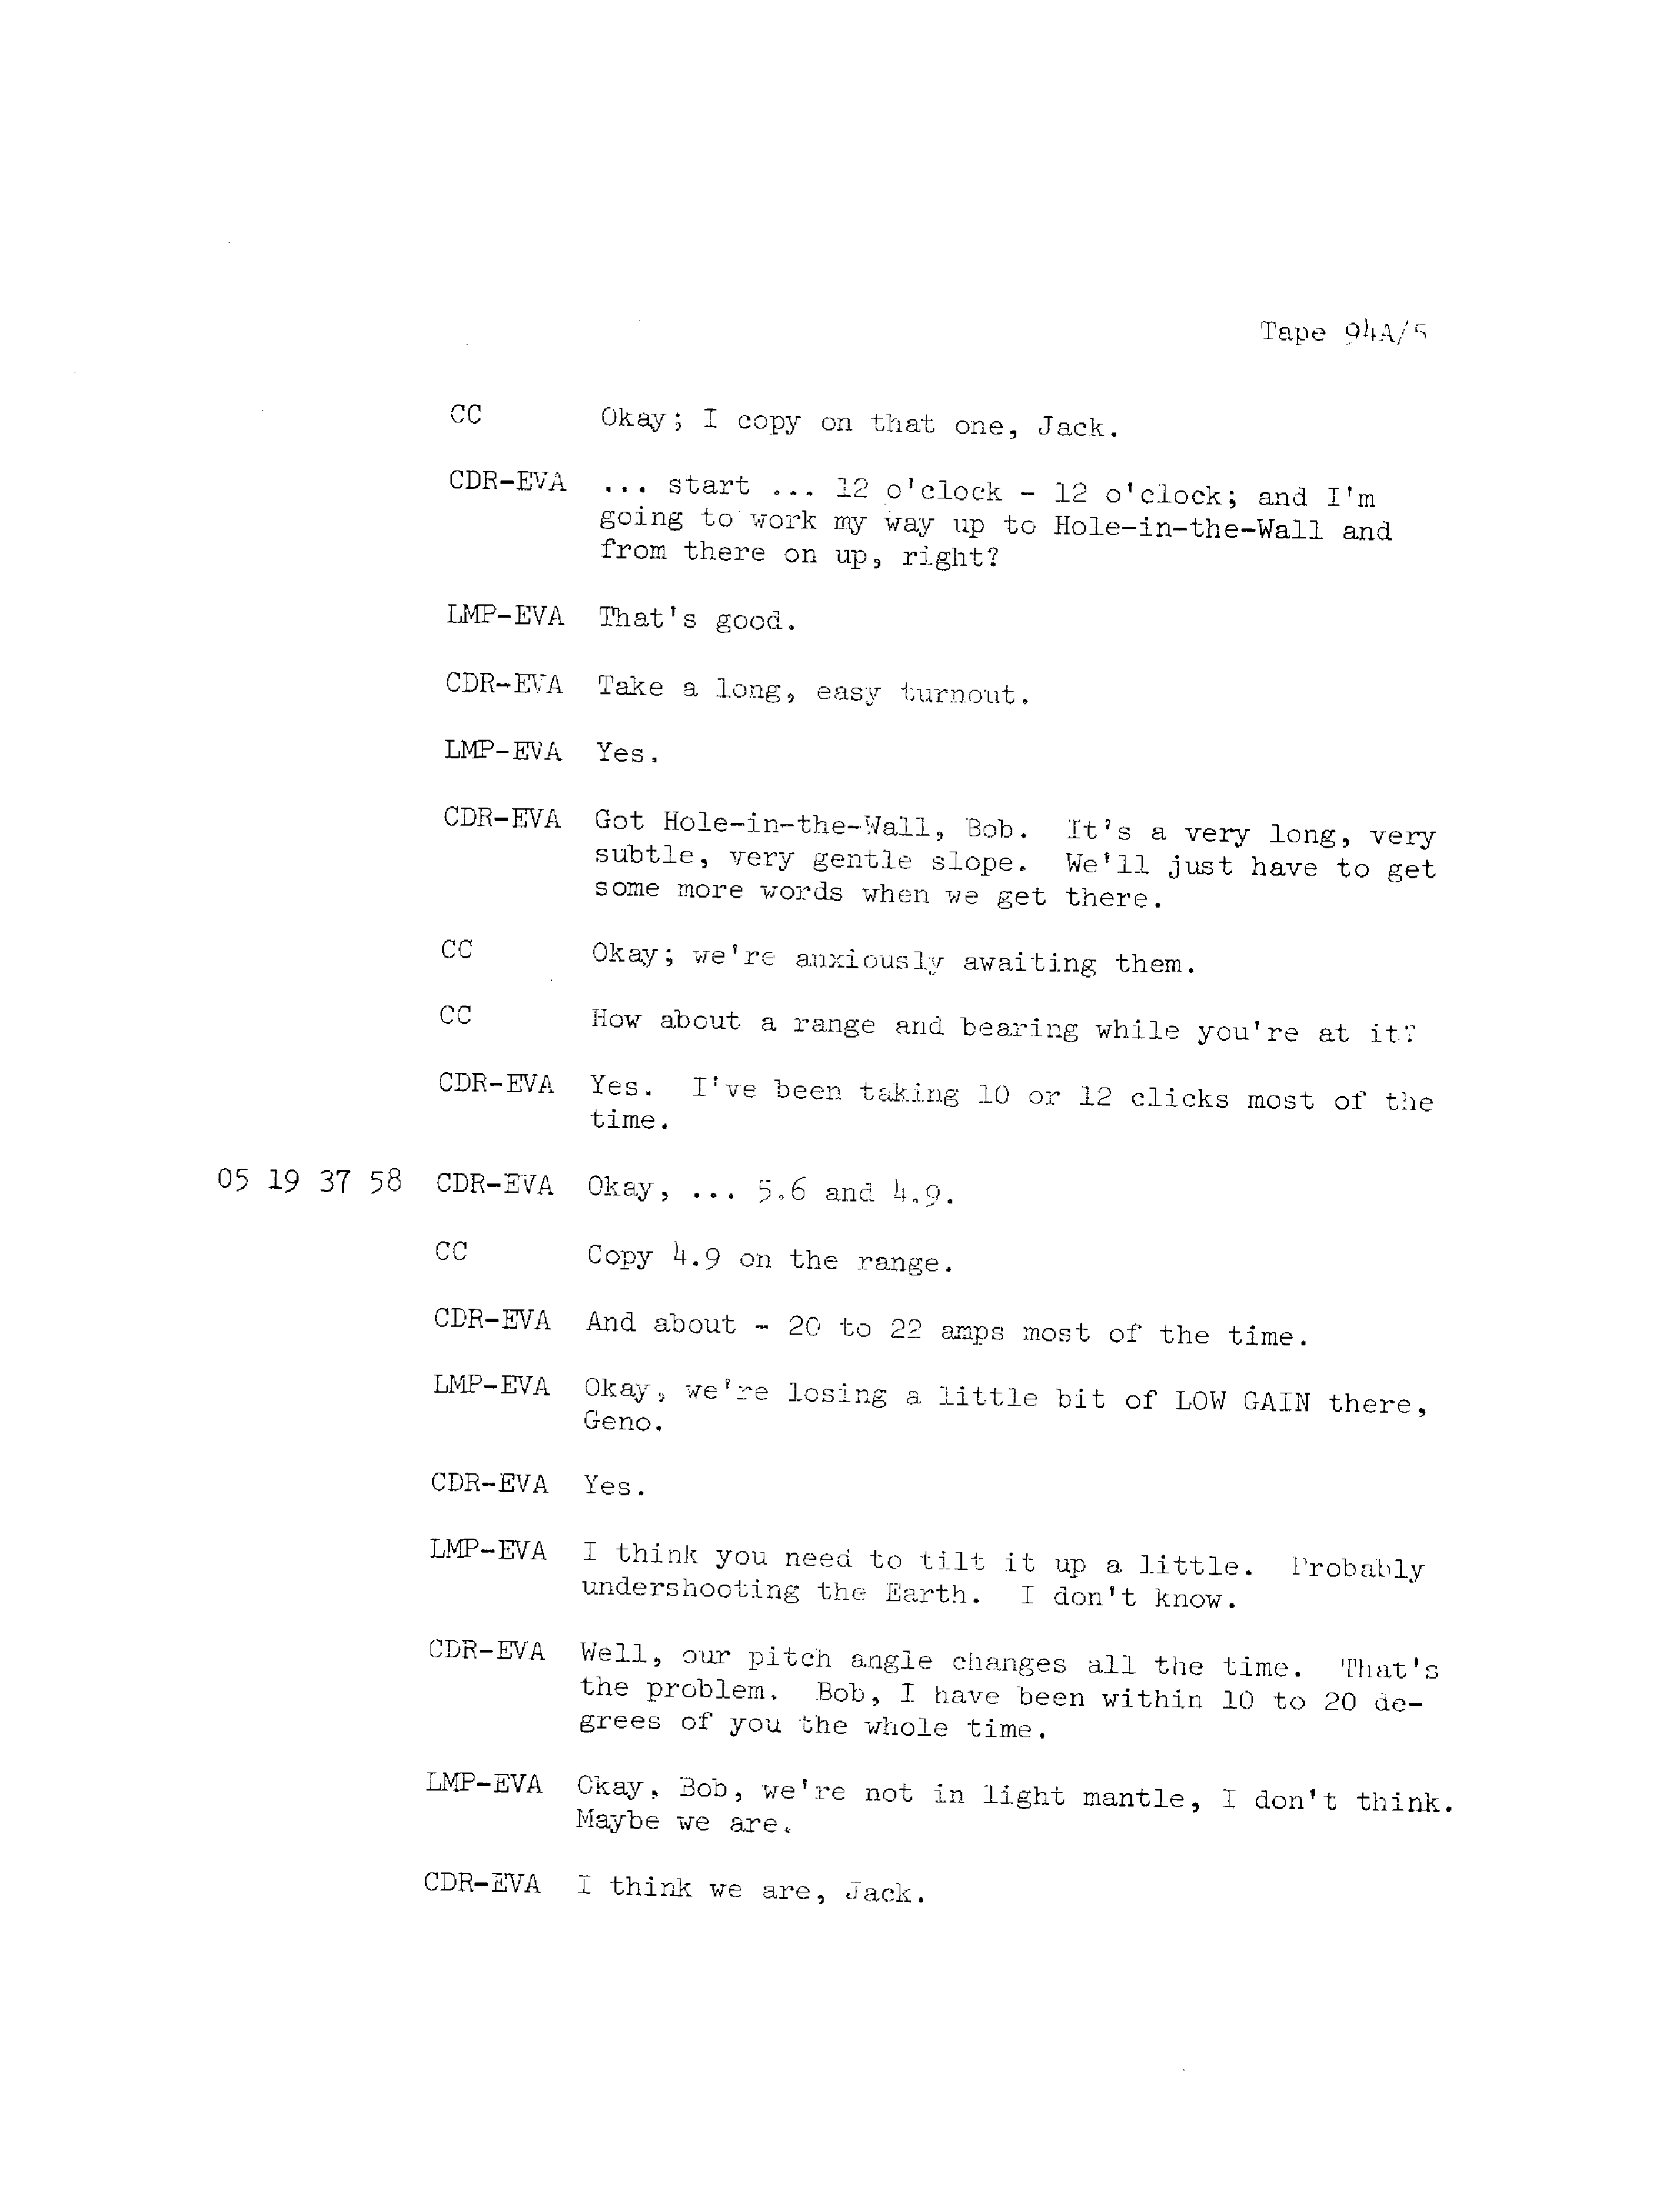 Tape 94A/5
CC Okay; I copy on that one, Jack.
CDR-EVA ... start ... 12 o'clock - 12 o'clock; and I'm
going to work my way up to Hole-in-the-Wall and
from there on up, right?
LMP-EVA That's good.
CDR-EVA Take a long, easy turnout.
LMP-EVA Yes.
CDR-EVA Got Hole-in-the-Wall, Bob. It's a very long, very
subtle, very gentle slope. We'll just have to get
some more words when we get there.
CC Okay; we're anxiously awaiting them.
CC How about a range and bearing while you're at it?
CDR-EVA Yes. I've been taking 10 or 12 clicks most of the
time.
05 19 37 58 CDR-EVA Okay, ... 5.6 and 4.9.
CC Copy 4.9 on the range.
CDR-EVA And about - 20 to 22 amps most of the time.
LMP-EVA Okay, we're losing a little bit of LOW GAIN there,
Geno.
CDR-EVA Yes.
LMP-EVA I think you need to tilt it up a little. Probably
undershooting the Earth. I don't know.
CDR-EVA Well, our pitch angle changes all the time. That's
the problem. Bob, I have been within 10 to 20 de-
grees of you the whole time.
LMP-EVA Okay, Bob, we're not in light mantle, I don't think.
Maybe we are.
CDR-EVA I think we are, Jack.